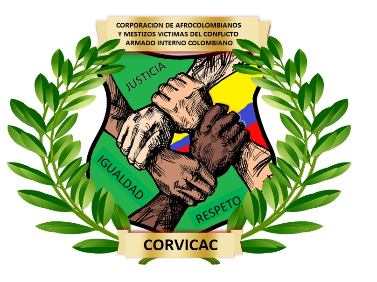 CORPORACION DE AFROCOLOMBIANOS
Y MESTIZOS VICTIMAS DEL CONFLICTO
ARMADO INTERNO COLOMBIANO
JUSTICIA
IGUALDAD
RESPETO
CORVICAC